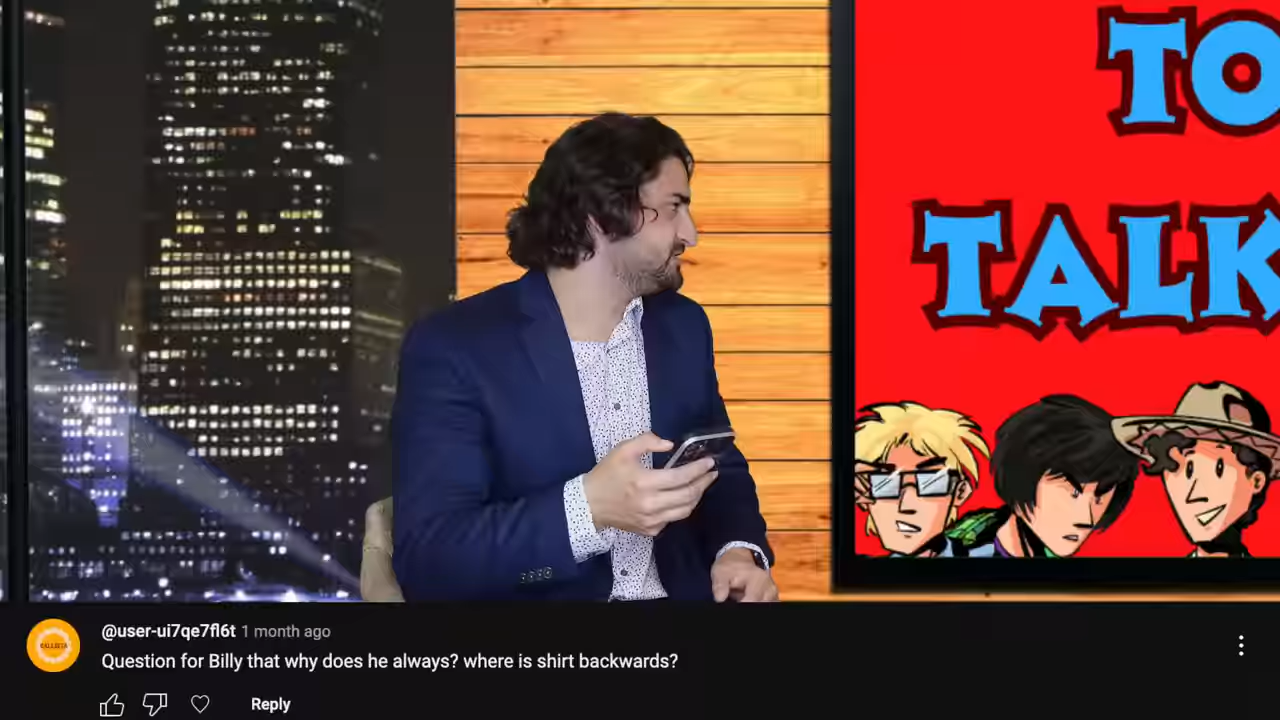 TO
TALK
@user-ui7qe7fl6t 1 month ago
Question for Billy that why does he always? where is shirt backwards?
Reply